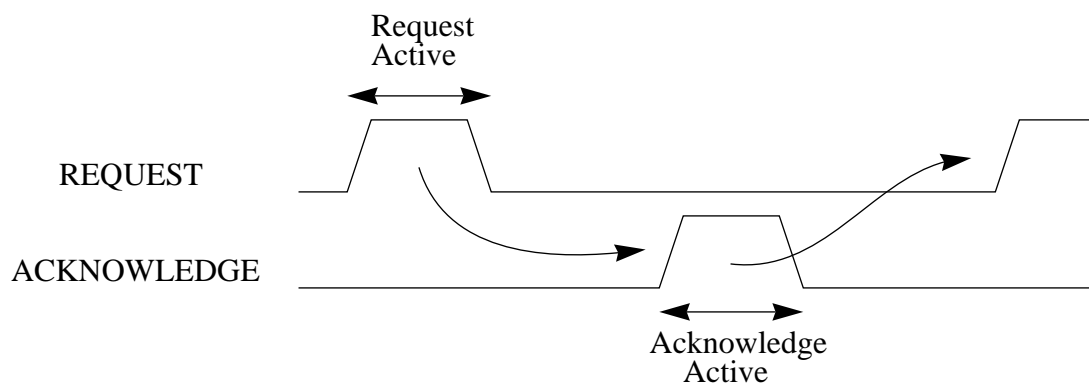 Request
Active
REQUEST
ACKNOWLEDGE
Acknowledge
Active